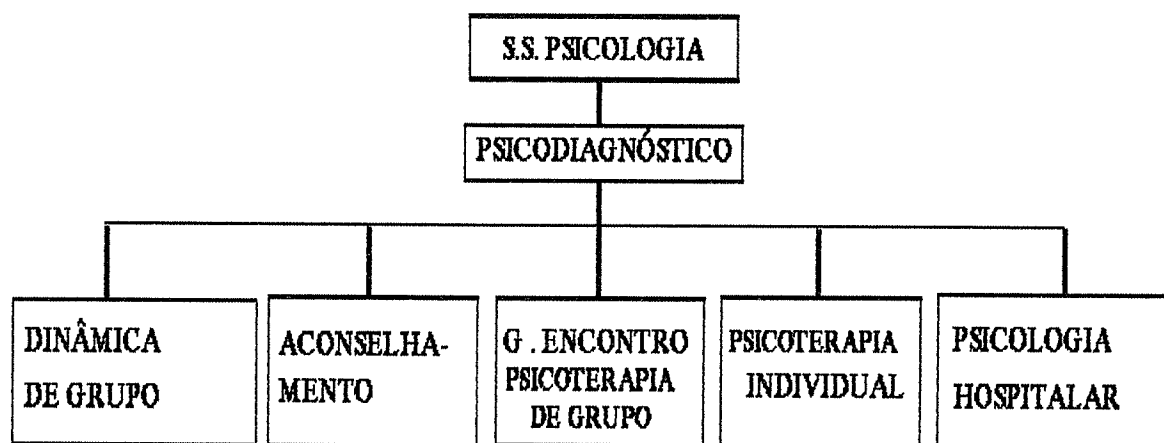 S.S. PSICOLOGIA
PSICODIAGNÓSTICO
DINÂMICA
DE GRUPO
ACONSELHA-
MENTO
G . ENCONTRO
PSICOTERAPIA
DE GRUPO
PSICOTERAPIA
INDIVIDUAL
PSICOLOGIA
HOSPITALAR